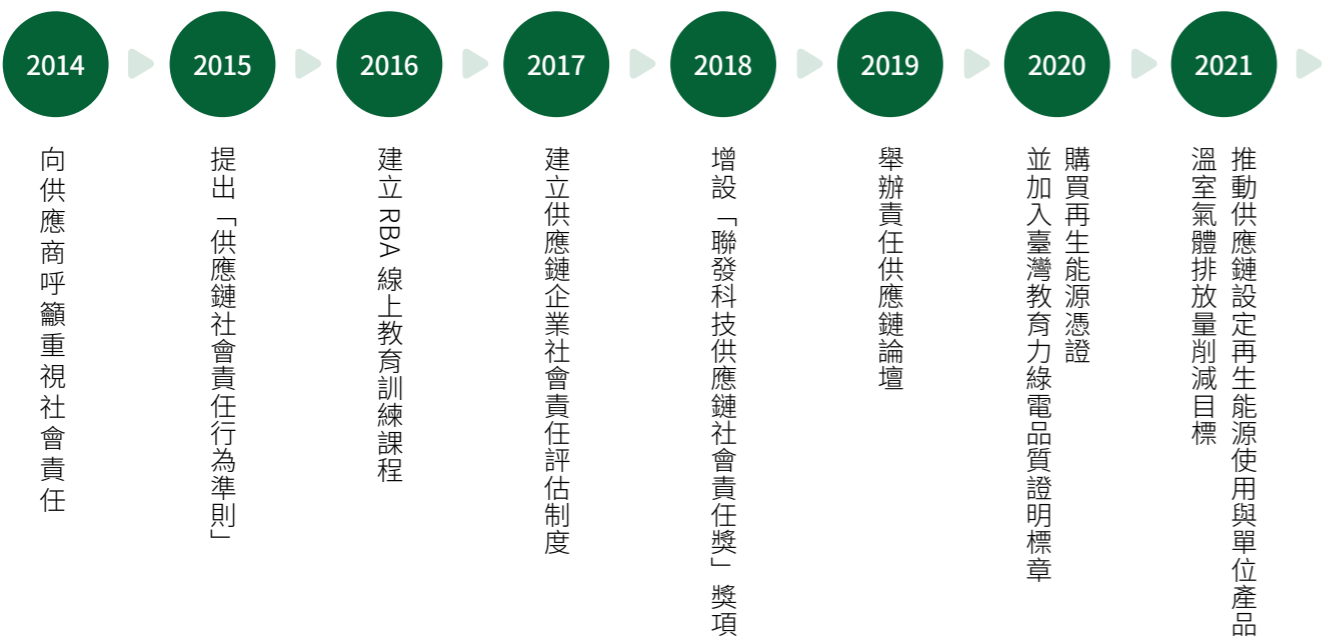 2014
2015
2016
2017
2018
2019
2020
2021
向供應商呼籲重視社會責任
提出「供應鏈社會責任行為準則」
建立 RBA 線上教育訓練課程
建立供應鏈企業社會責任評估制度
增設「聯發科技供應鏈社會責任獎」獎項
舉辦責任供應鏈論壇
購買再生能源憑證
並加入臺灣教育力綠電品質證明標章
推動供應鏈設定再生能源使用與單位產品
溫室氣體排放量削減目標